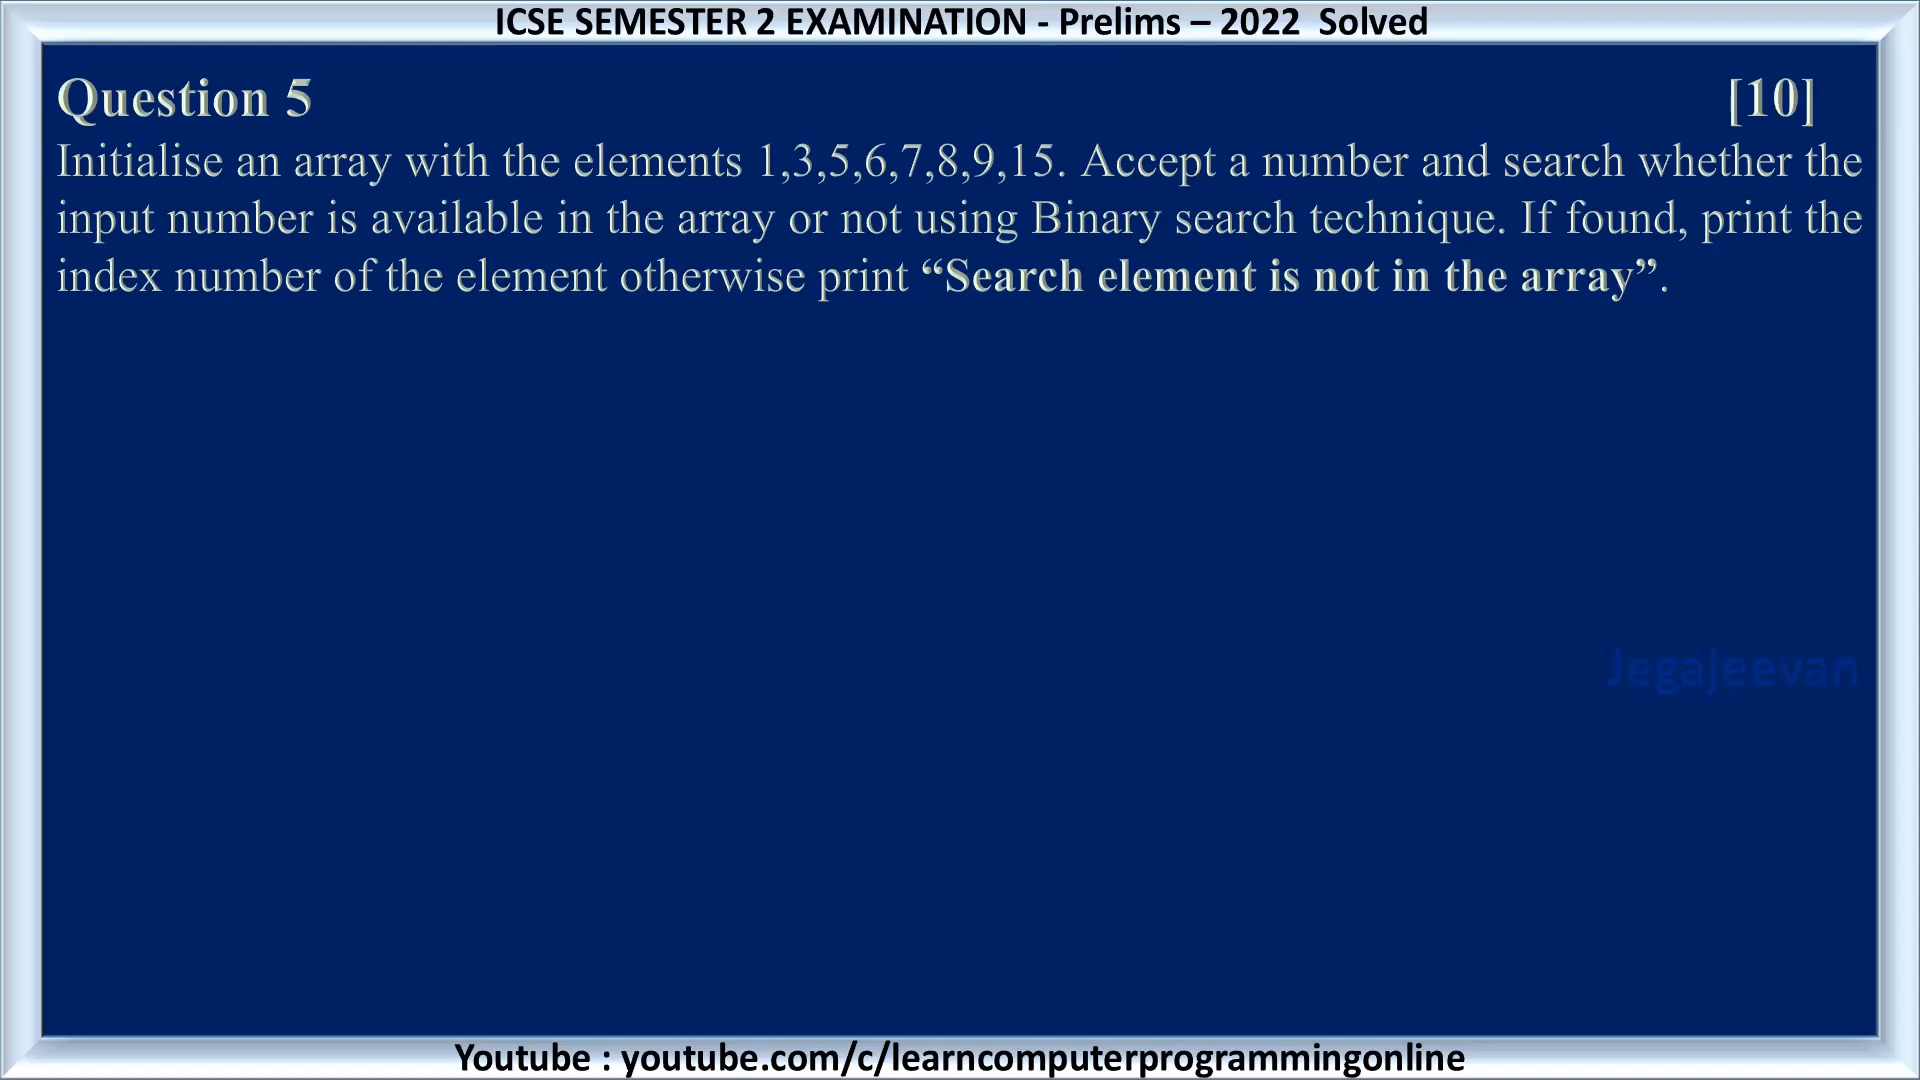 ICSE SEMESTER 2 EXAMINATION - Prelims – 2022 Solved
Question 5 [10]
Initialise an array with the elements 1,3,5,6,7,8,9,15. Accept a number and search whether the
input number is available in the array or not using Binary search technique. If found, print the
index number of the element otherwise print “Search element is not in the array”.
Jegajeevan
Youtube : youtube.com/c/learncomputerprogrammingonline